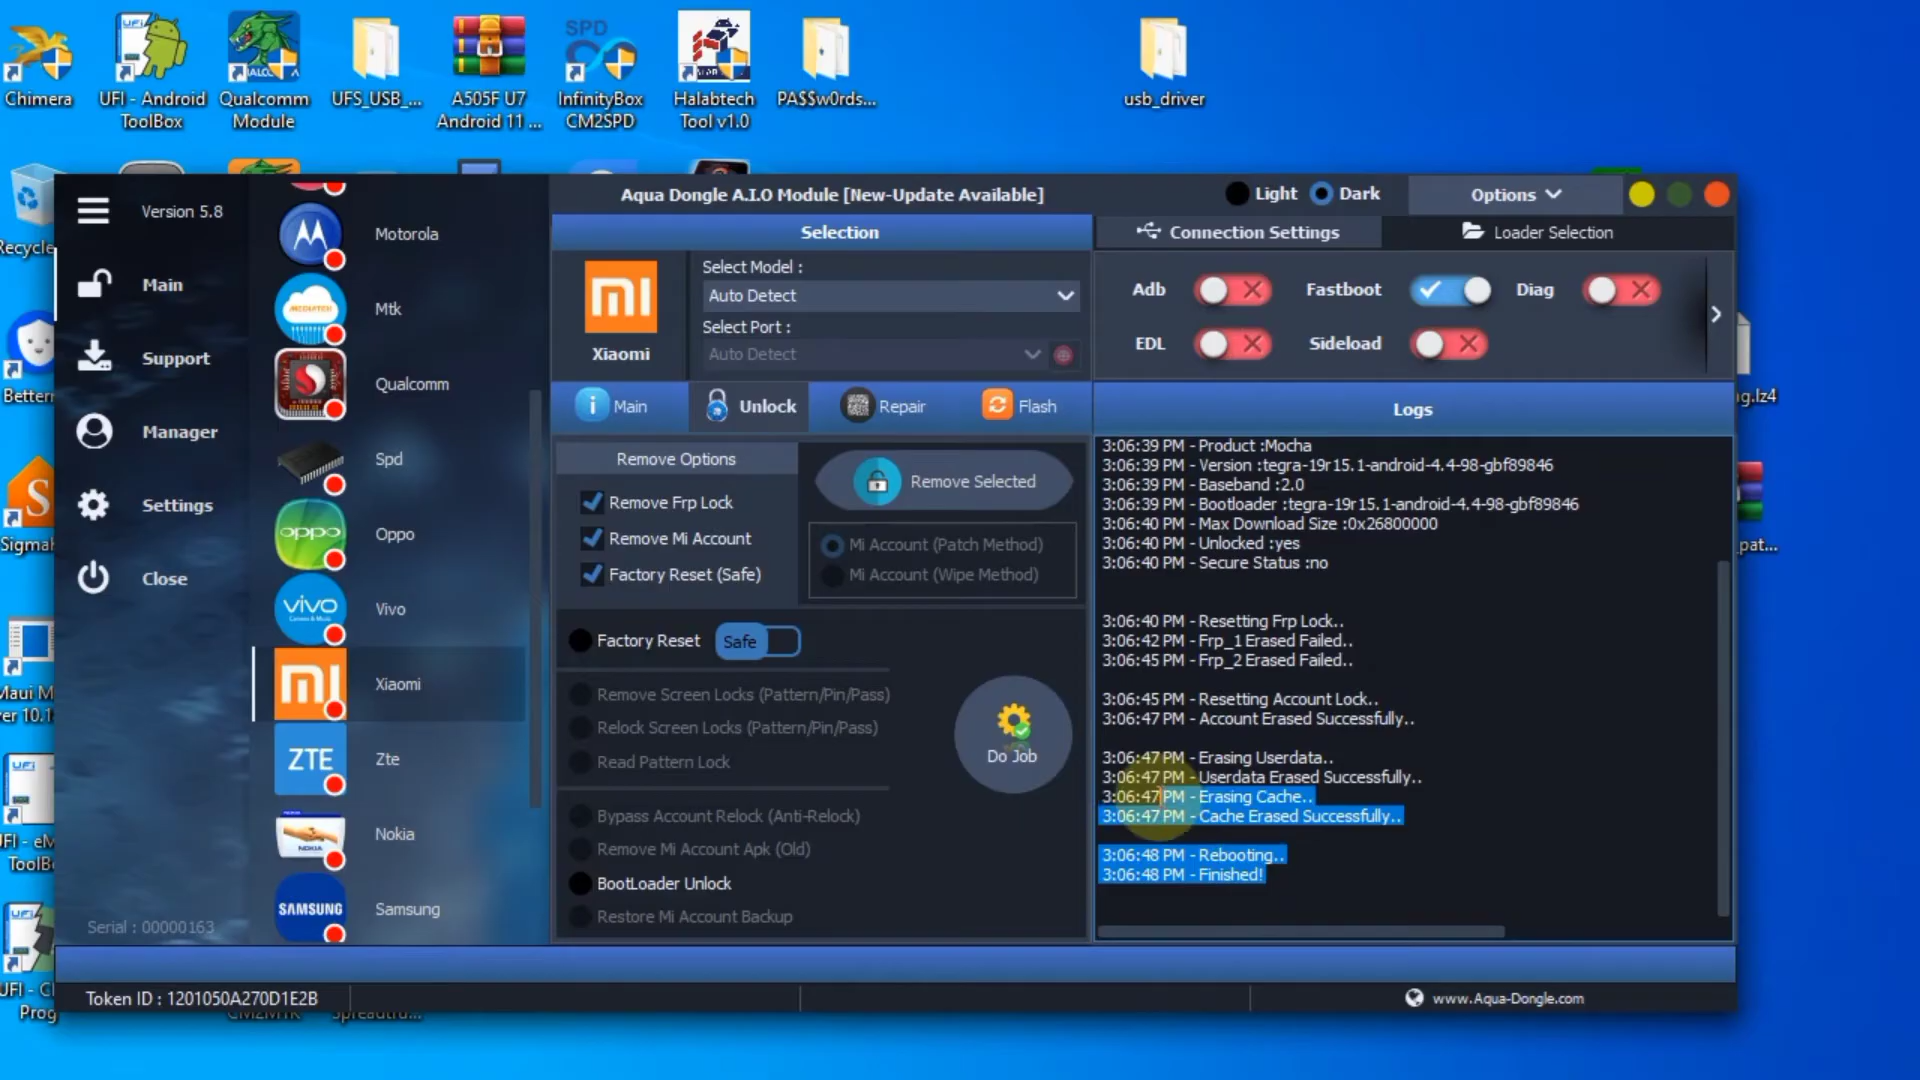 SPD
Chimera
UFI - Android
ToolBox
Qualcomm
Module
UFS_USB_...
A505F U7
Android 11 ...
InfinityBox
CM2SPD
Halabtech
Tool v1.0
PA$$w0rds...
usb_driver
Version 5.8
Main
Support
Manager
Settings
Close
Serial : 00000163
Motorola
MEDIATEK
Mtk
Qualcomm
Spd
oppo
Oppo
vivo
Vivo
Xiaomi
ZTE
Zte
NOKIA
Nokia
SAMSUNG
Samsung
Aqua Dongle A.I.O Module [New-Update Available]
Light
Dark
Options
Selection
Xiaomi
Select Model :
Auto Detect
Select Port :
Auto Detect
Connection Settings
Loader Selection
Adb
Fastboot
Diag
EDL
Sideload
Main
Unlock
Repair
Flash
Remove Options
Remove Frp Lock
Remove Mi Account
Factory Reset (Safe)
Remove Selected
Mi Account (Patch Method)
Mi Account (Wipe Method)
Factory Reset
Safe
Remove Screen Locks (Pattern/Pin/Pass)
Relock Screen Locks (Pattern/Pin/Pass)
Read Pattern Lock
Do Job
Bypass Account Relock (Anti-Relock)
Remove Mi Account Apk (Old)
BootLoader Unlock
Restore Mi Account Backup
Logs
3:06:39 PM - Product :Mocha
3:06:39 PM - Version :tegra-19r15.1-android-4.4-98-gbf89846
3:06:39 PM - Baseband :2.0
3:06:39 PM - Bootloader :tegra-19r15.1-android-4.4-98-gbf89846
3:06:40 PM - Max Download Size :0x26800000
3:06:40 PM - Unlocked :yes
3:06:40 PM - Secure Status :no
3:06:40 PM - Resetting Frp Lock..
3:06:42 PM - Frp_1 Erased Failed..
3:06:45 PM - Frp_2 Erased Failed..
3:06:45 PM - Resetting Account Lock..
3:06:47 PM - Account Erased Successfully..
3:06:47 PM - Erasing Userdata..
3:06:47 PM - Userdata Erased Successfully..
3:06:47 PM - Erasing Cache..
3:06:47 PM - Cache Erased Successfully..
3:06:48 PM - Rebooting..
3:06:48 PM - Finished!
Token ID : 1201050A270D1E2B
www.Aqua-Dongle.com